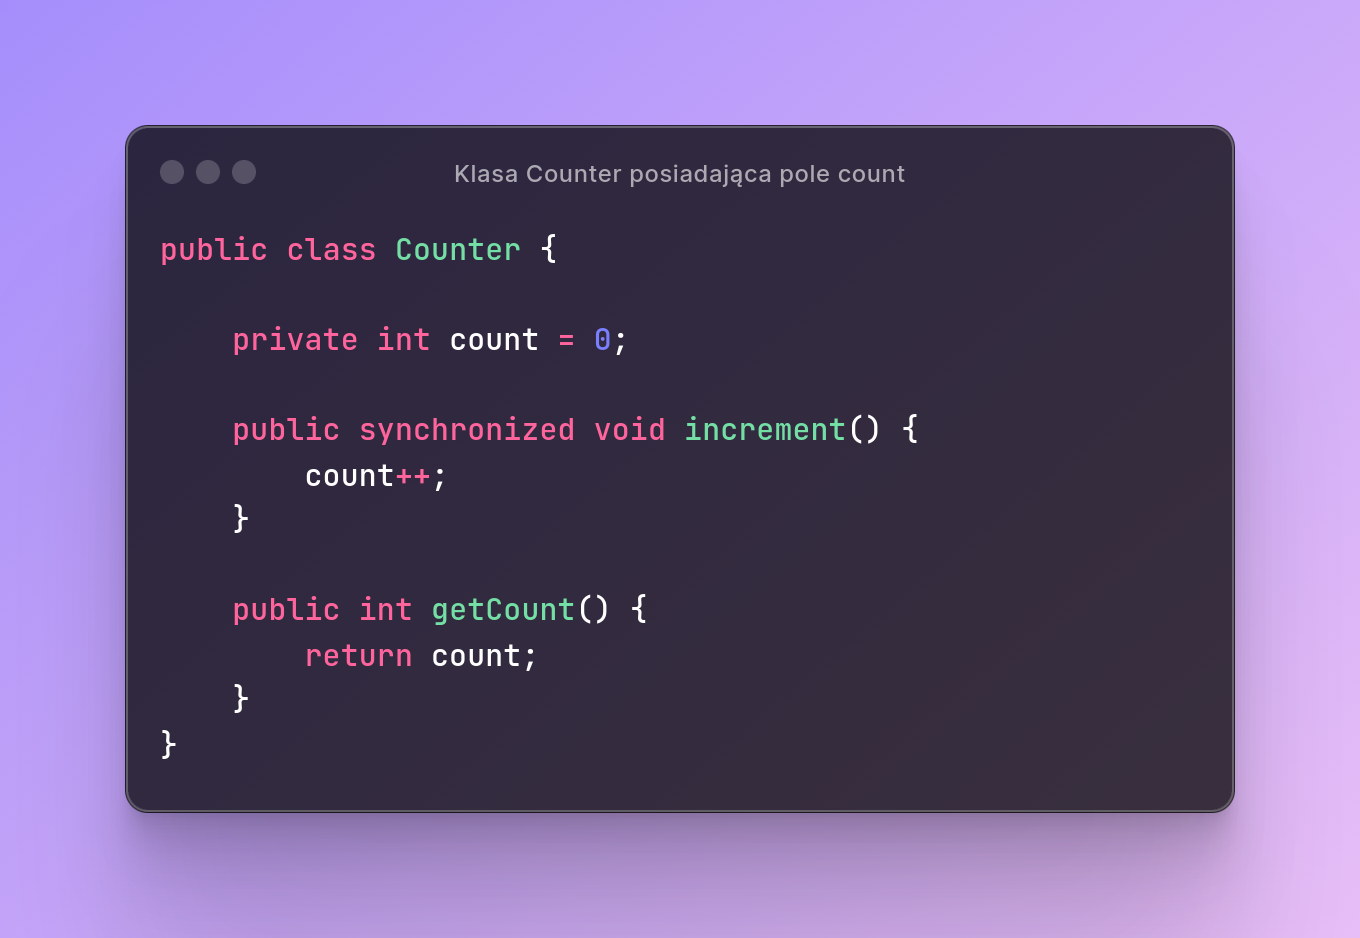 Klasa Counter posiadająca pole count
public class Counter {
    private int count = 0;
    public synchronized void increment() {
        count++;
    }
    public int getCount() {
        return count;
    }
}